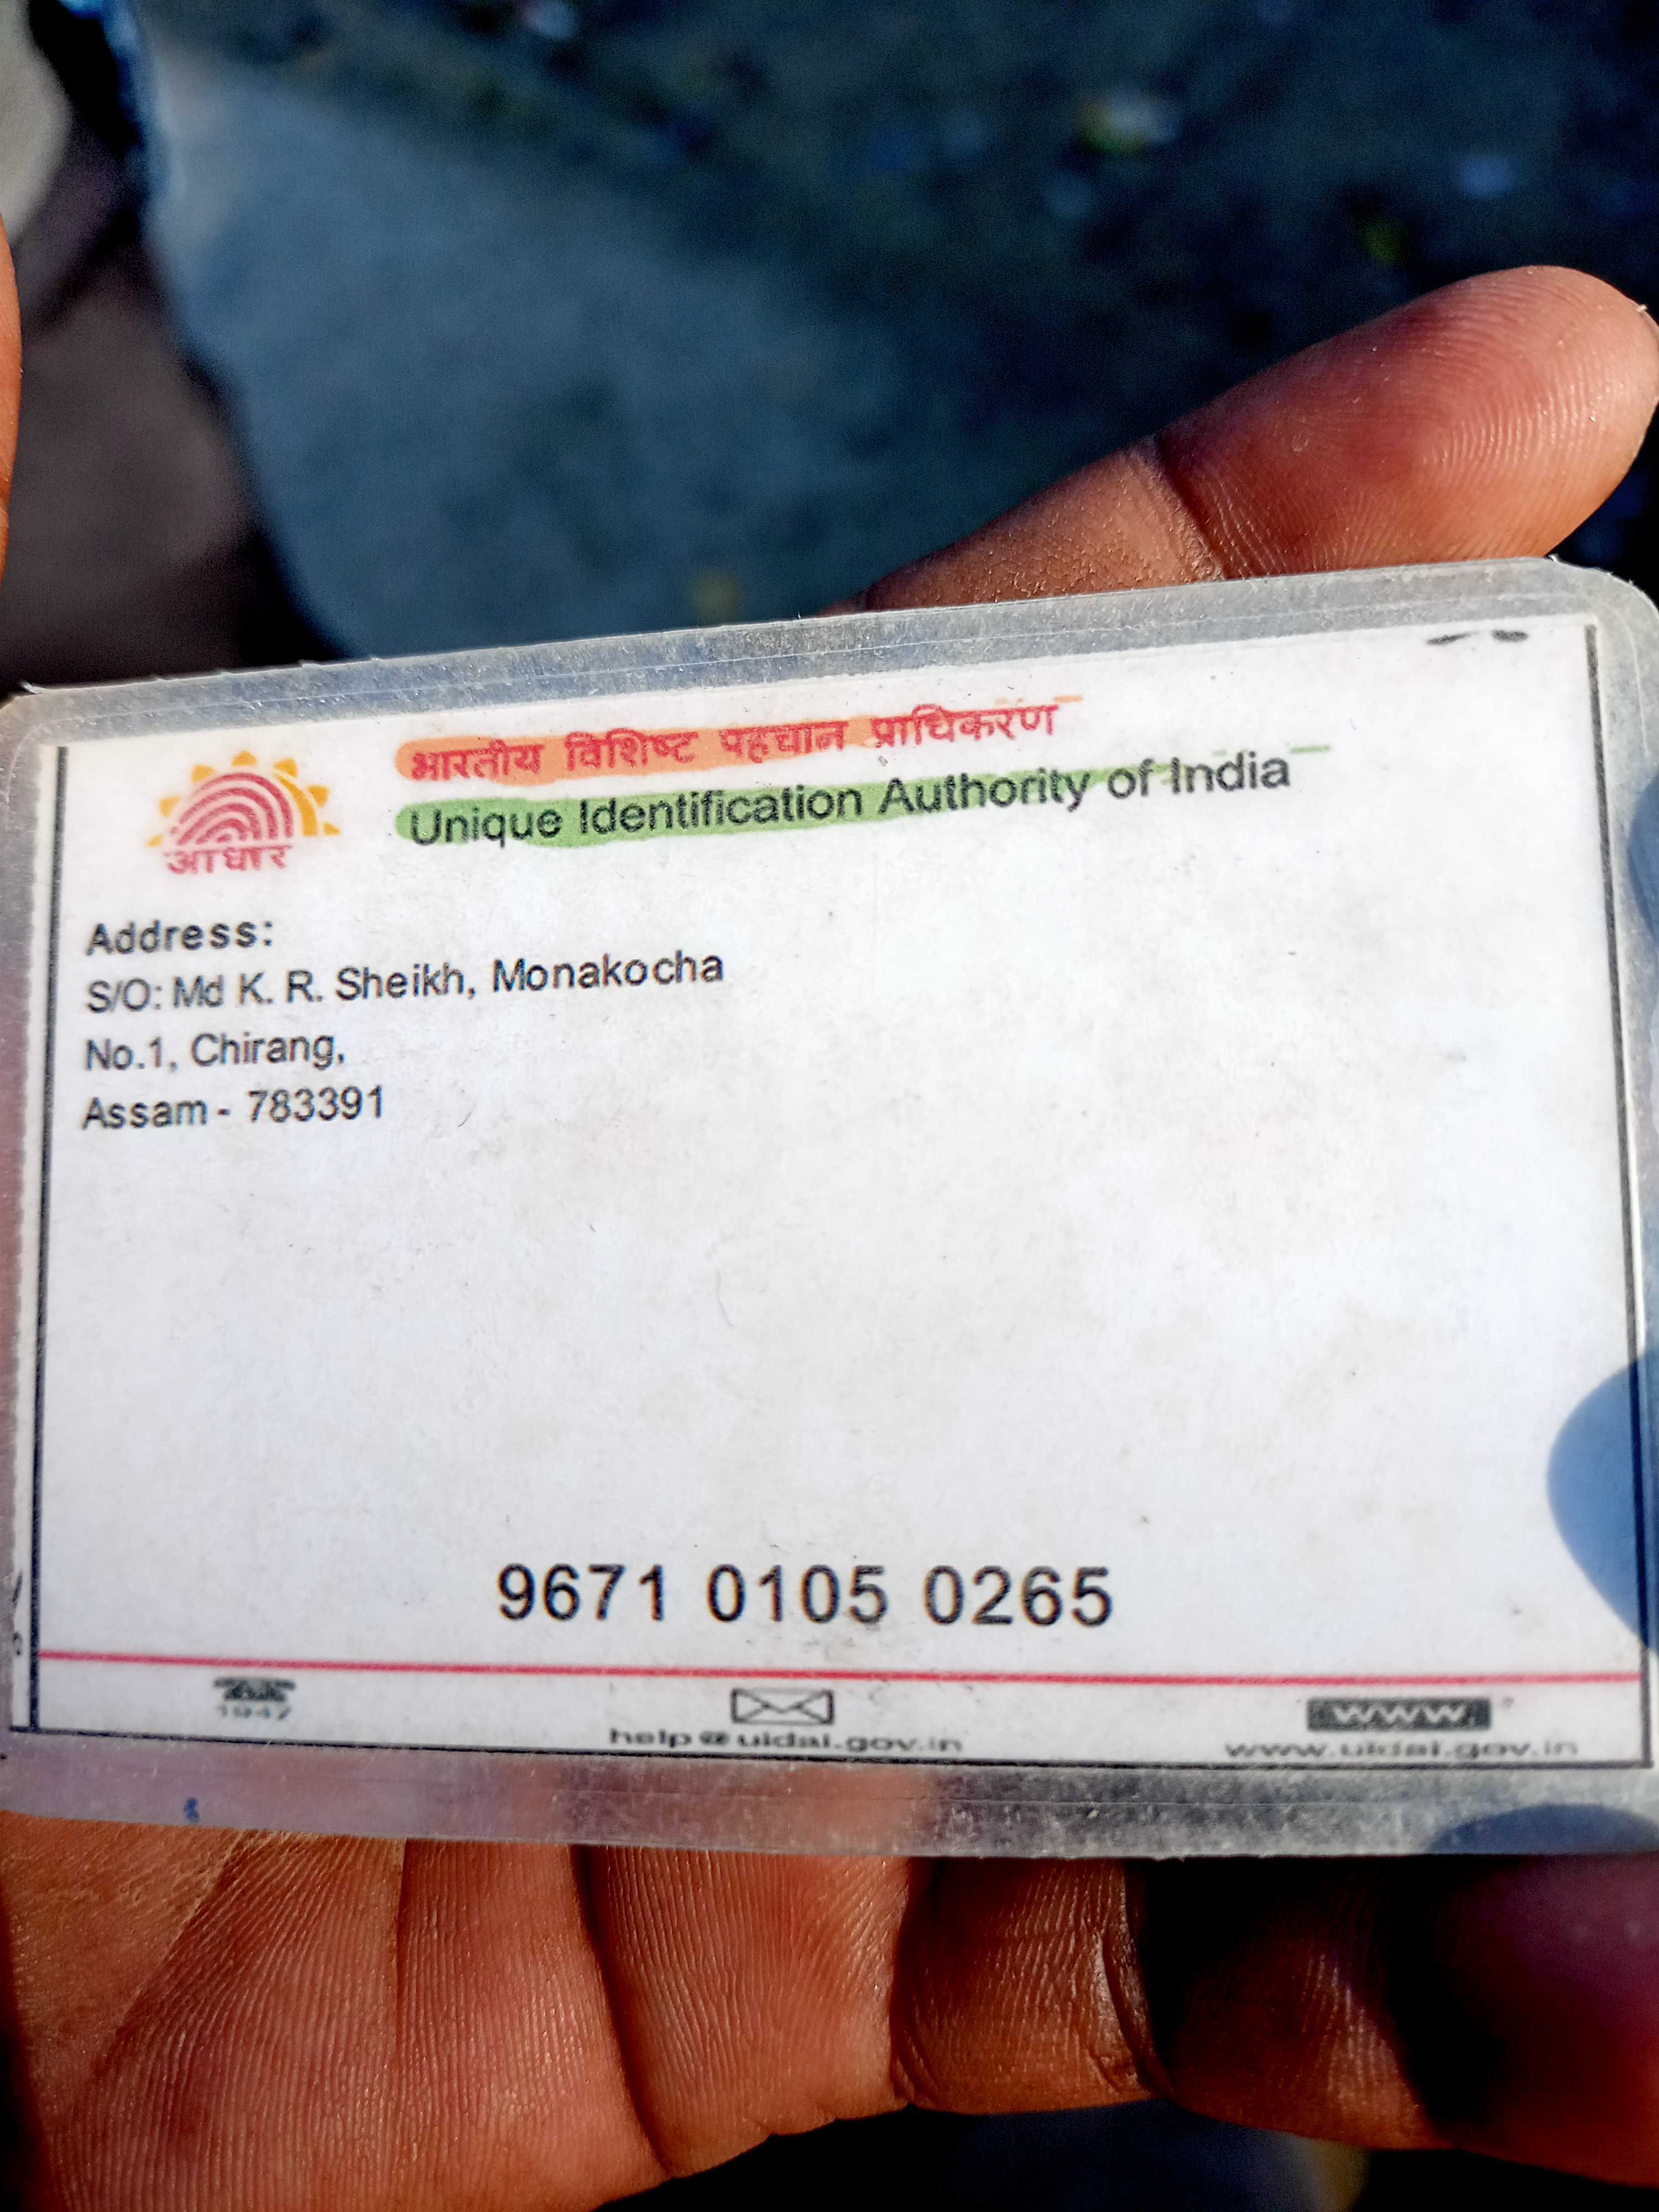 भारतीय विशिष्ट पहचान प्राधिकरण
Unique Identification Authority of India
आधार
Address:
S/O: Md K. R. Sheikh, Monakocha
No.1, Chirang,
Assam - 783391
9671 0105 0265
1947
help@uidai.gov.in
www.
www.uidai.gov.in